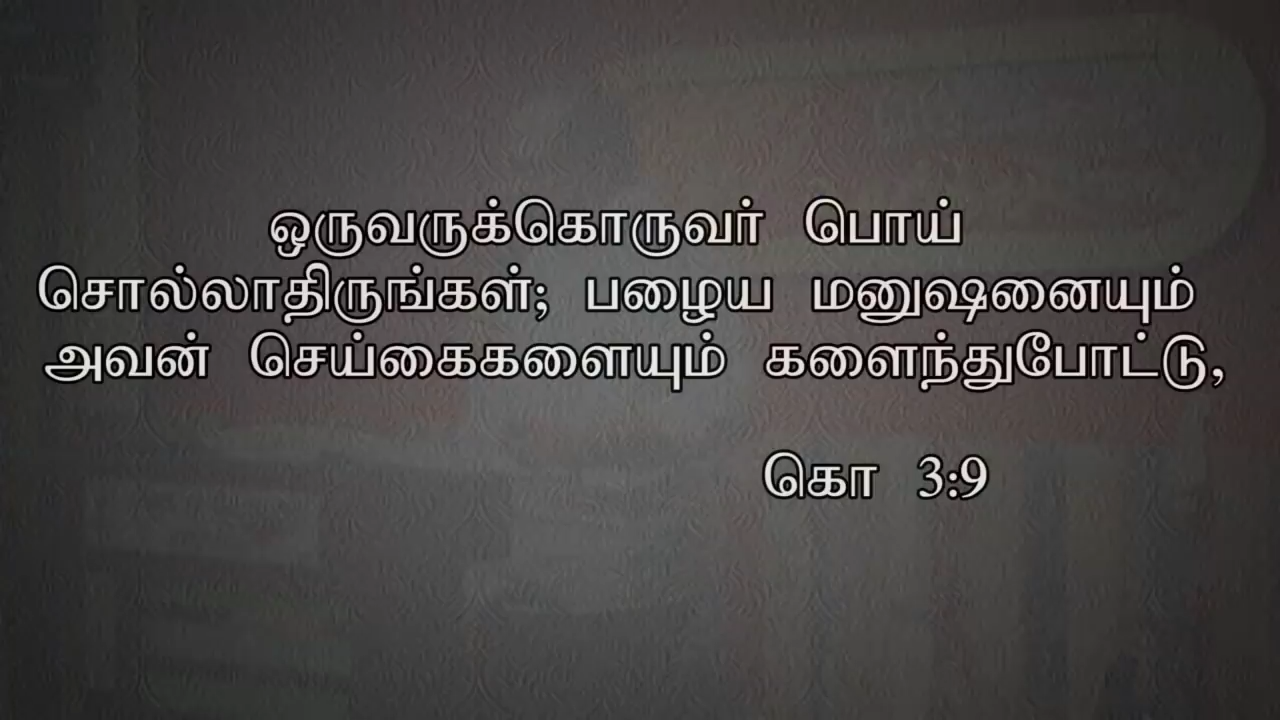 ஒருவருக்கொருவர் பொய்
சொல்லாதிருங்கள்; பழைய மனுஷனையும்
அவன் செய்கைகளையும் களைந்துபோட்டு,
கொ 3:9